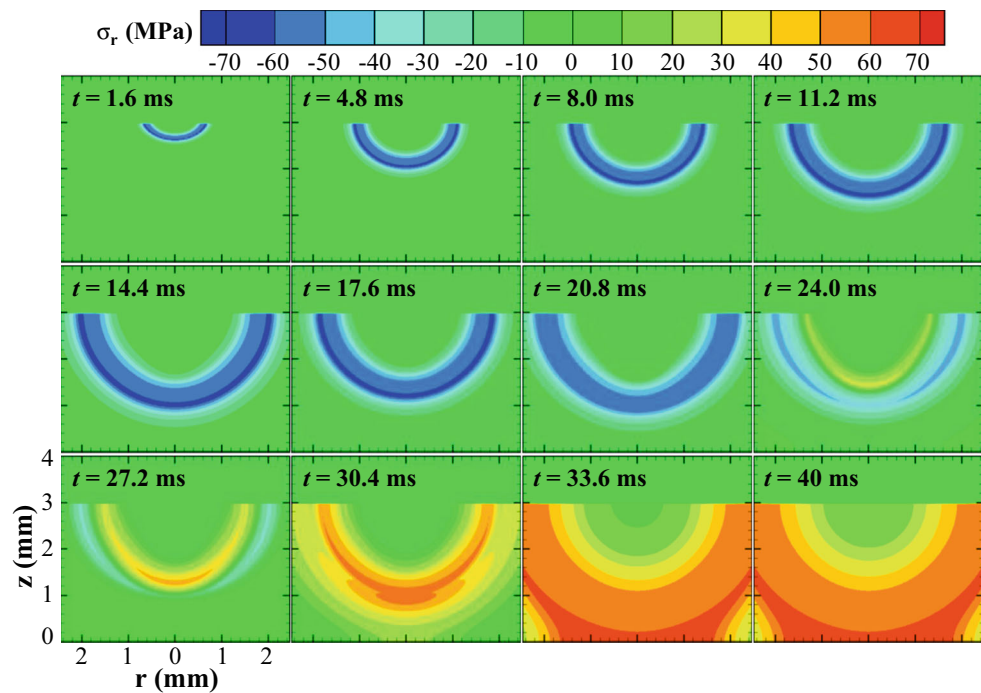 σr (MPa)
-70 -60 -50 -40 -30 -20 -10 0 10 20 30 40 50 60 70
t = 1.6 ms
t = 4.8 ms
t = 8.0 ms
t = 11.2 ms
t = 14.4 ms
t = 17.6 ms
t = 20.8 ms
t = 24.0 ms
t = 27.2 ms
t = 30.4 ms
t = 33.6 ms
t = 40 ms
4
3
2
1
0
z (mm)
2 1 0 1 2
r (mm)